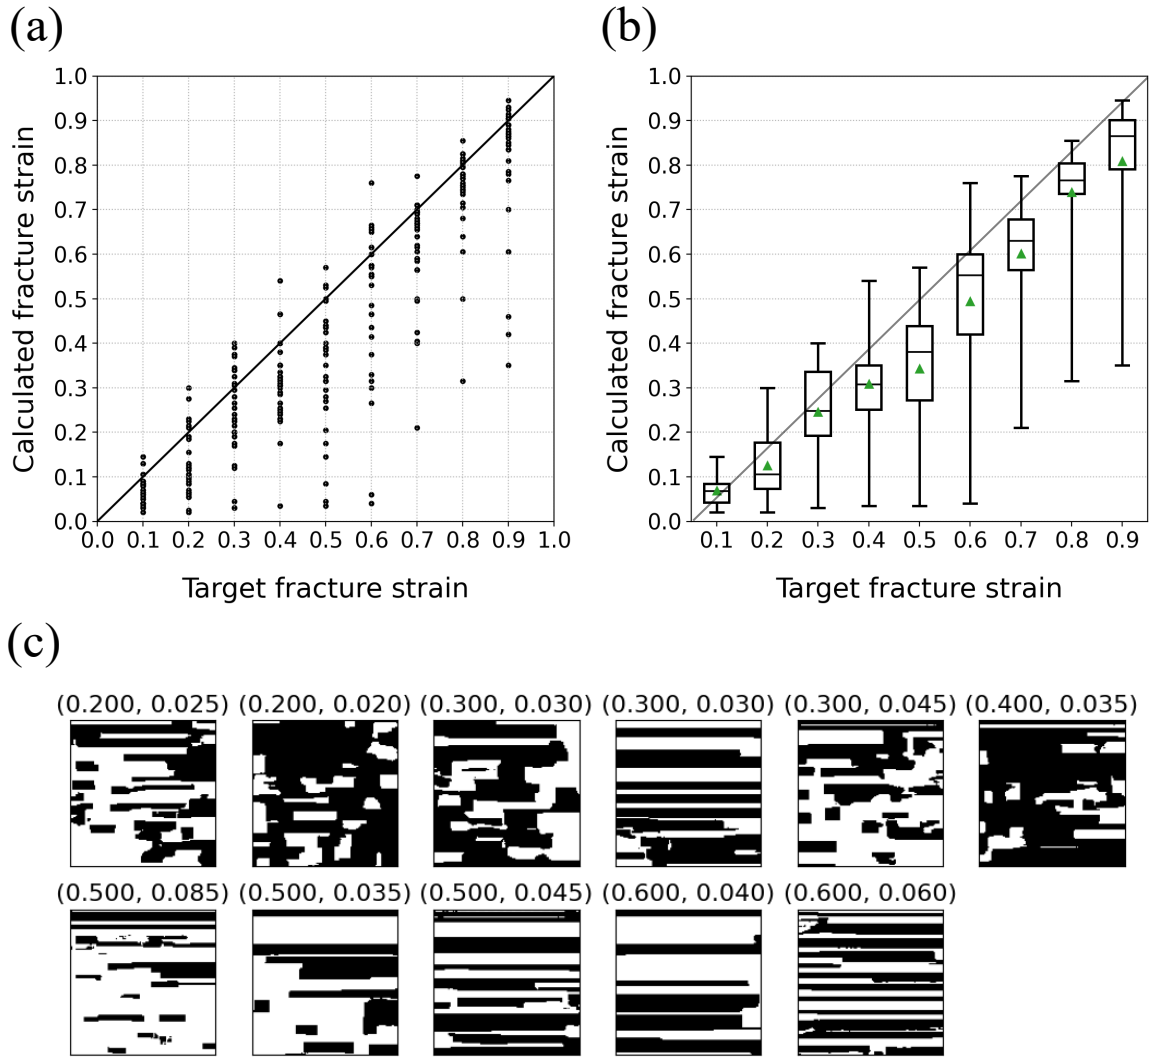 (a)
(b)
1.0
0.9
0.8
0.7
0.6
0.5
0.4
0.3
0.2
0.1
0.0
Calculated fracture strain
0.0 0.1 0.2 0.3 0.4 0.5 0.6 0.7 0.8 0.9 1.0
Target fracture strain
1.0
0.9
0.8
0.7
0.6
0.5
0.4
0.3
0.2
0.1
0.0
Calculated fracture strain
0.1 0.2 0.3 0.4 0.5 0.6 0.7 0.8 0.9
Target fracture strain
(c)
(0.200, 0.025) (0.200, 0.020) (0.300, 0.030) (0.300, 0.030) (0.300, 0.045) (0.400, 0.035)
(0.500, 0.085) (0.500, 0.035) (0.500, 0.045) (0.600, 0.040) (0.600, 0.060)